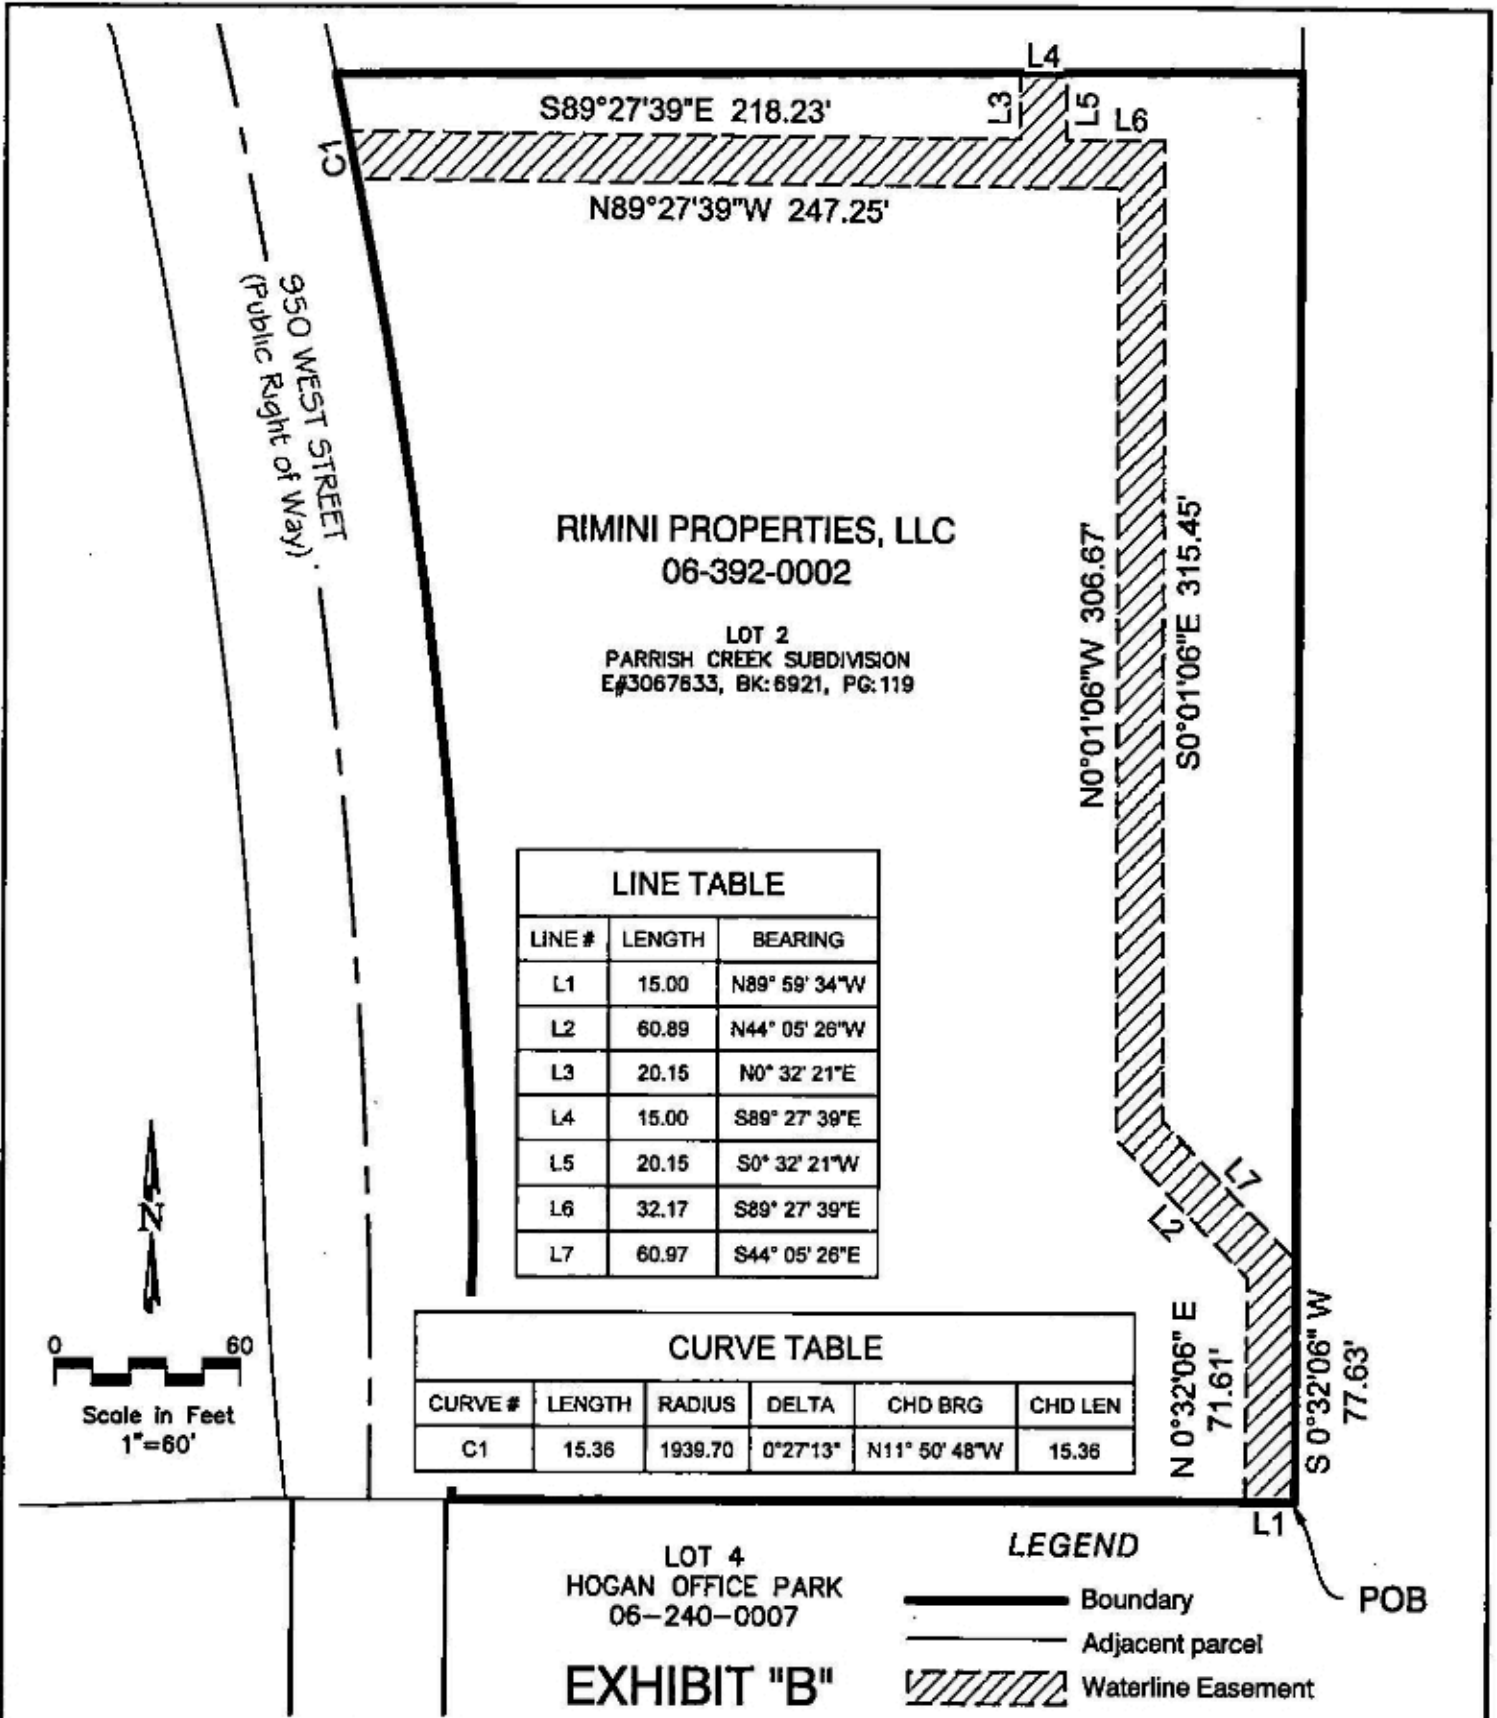 L4
S89°27'39"E 218.23'
L3
L5
L6
C1
N89°27'39"W 247.25'
950 WEST STREET
(Public Right of Way)
RIMINI PROPERTIES, LLC
06-392-0002
LOT 2
PARRISH CREEK SUBDIVISION
E#3067633, BK:6921, PG:119
N0°01'06"W 306.67'
S0°01'06"E 315.45'
LINE TABLE
LINE # LENGTH BEARING
L1 15.00 N89° 59' 34"W
L2 60.89 N44° 05' 26"W
L3 20.15 N0° 32' 21"E
L4 15.00 S89° 27' 39"E
L5 20.15 S0° 32' 21"W
L6 32.17 S89° 27' 39"E
L7 60.97 S44° 05' 26"E
L7
L2
N
0 60
Scale in Feet
1"=60'
CURVE TABLE
CURVE # LENGTH RADIUS DELTA CHD BRG CHD LEN
C1 15.36 1939.70 0°27'13" N11° 50' 48"W 15.36
N 0°32'06" E
71.61'
S 0°32'06" W
77.63'
L1
POB
LOT 4
HOGAN OFFICE PARK
06-240-0007
EXHIBIT "B"
LEGEND
Boundary
Adjacent parcel
Waterline Easement